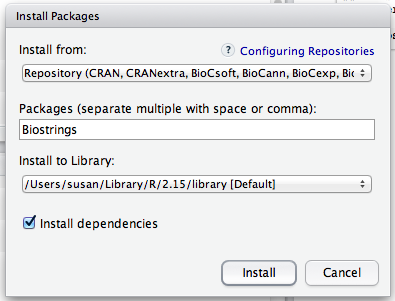 Install Packages
Install from:
? Configuring Repositories
Repository (CRAN, CRANextra, BioCsoft, BioCann, BioCexp, Bio
Packages (separate multiple with space or comma):
Biostrings
Install to Library:
/Users/susan/Library/R/2.15/library [Default]
Install dependencies
Install
Cancel